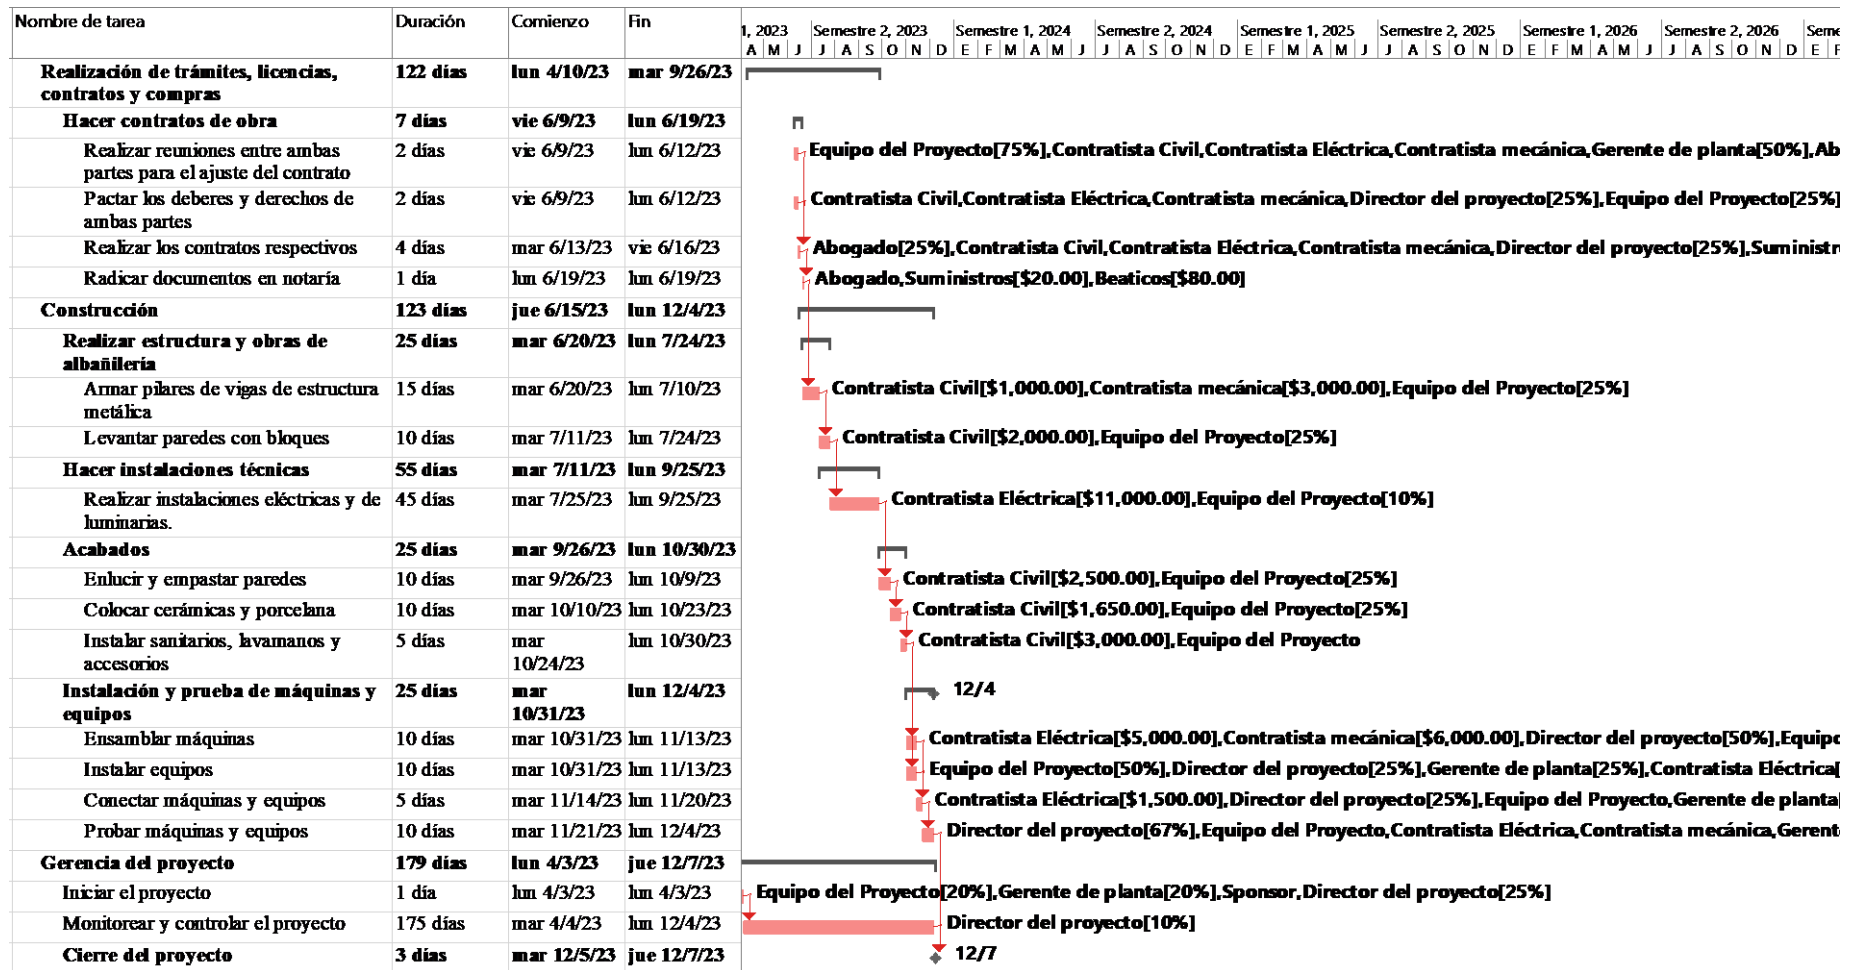 Nombre de tarea Duración Comienzo Fin
1, 2023 Semestre 2, 2023 Semestre 1, 2024 Semestre 2, 2024 Semestre 1, 2025 Semestre 2, 2025 Semestre 1, 2026 Semestre 2, 2026 Seme
A M J J A S O N D E F M A M J J A S O N D E F M A M J J A S O N D E F M A M J J A S O N D E F
Realización de trámites, licencias, 122 días lun 4/10/23 mar 9/26/23
contratos y compras
Hacer contratos de obra 7 días vie 6/9/23 lun 6/19/23
Realizar reuniones entre ambas 2 días vie 6/9/23 lun 6/12/23 Equipo del Proyecto[75%],Contratista Civil,Contratista Eléctrica,Contratista mecánica,Gerente de planta[50%],Ab
partes para el ajuste del contrato
Pactar los deberes y derechos de 2 días vie 6/9/23 lun 6/12/23 Contratista Civil,Contratista Eléctrica,Contratista mecánica,Director del proyecto[25%],Equipo del Proyecto[25%]
ambas partes
Realizar los contratos respectivos 4 días mar 6/13/23 vie 6/16/23 Abogado[25%],Contratista Civil,Contratista Eléctrica,Contratista mecánica,Director del proyecto[25%],Suministr
Radicar documentos en notaría 1 día lun 6/19/23 lun 6/19/23 Abogado,Suministros[$20.00],Beaticos[$80.00]
Construcción 123 días jue 6/15/23 lun 12/4/23
Realizar estructura y obras de 25 días mar 6/20/23 lun 7/24/23
albañilería
Armar pilares de vigas de estructura 15 días mar 6/20/23 lun 7/10/23 Contratista Civil[$1,000.00],Contratista mecánica[$3,000.00],Equipo del Proyecto[25%]
metálica
Levantar paredes con bloques 10 días mar 7/11/23 lun 7/24/23 Contratista Civil[$2,000.00],Equipo del Proyecto[25%]
Hacer instalaciones técnicas 55 días mar 7/11/23 lun 9/25/23
Realizar instalaciones eléctricas y de 45 días mar 7/25/23 lun 9/25/23 Contratista Eléctrica[$11,000.00],Equipo del Proyecto[10%]
luminarias.
Acabados 25 días mar 9/26/23 lun 10/30/23
Enlucir y empastar paredes 10 días mar 9/26/23 lun 10/9/23 Contratista Civil[$2,500.00],Equipo del Proyecto[25%]
Colocar cerámicas y porcelana 10 días mar 10/10/23 lun 10/23/23 Contratista Civil[$1,650.00],Equipo del Proyecto[25%]
Instalar sanitarios, lavamanos y 5 días mar lun 10/30/23 Contratista Civil[$3,000.00],Equipo del Proyecto
accesorios 10/24/23
Instalación y prueba de máquinas y 25 días mar lun 12/4/23 12/4
equipos 10/31/23
Ensamblar máquinas 10 días mar 10/31/23 lun 11/13/23 Contratista Eléctrica[$5,000.00],Contratista mecánica[$6,000.00],Director del proyecto[50%],Equipo
Instalar equipos 10 días mar 10/31/23 lun 11/13/23 Equipo del Proyecto[50%],Director del proyecto[25%],Gerente de planta[25%],Contratista Eléctrica[
Conectar máquinas y equipos 5 días mar 11/14/23 lun 11/20/23 Contratista Eléctrica[$1,500.00],Director del proyecto[25%],Equipo del Proyecto,Gerente de planta[
Probar máquinas y equipos 10 días mar 11/21/23 lun 12/4/23 Director del proyecto[67%],Equipo del Proyecto,Contratista Eléctrica,Contratista mecánica,Gerent
Gerencia del proyecto 179 días lun 4/3/23 jue 12/7/23
Iniciar el proyecto 1 día lun 4/3/23 lun 4/3/23 Equipo del Proyecto[20%],Gerente de planta[20%],Sponsor,Director del proyecto[25%]
Monitorear y controlar el proyecto 175 días mar 4/4/23 lun 12/4/23 Director del proyecto[10%]
Cierre del proyecto 3 días mar 12/5/23 jue 12/7/23 12/7